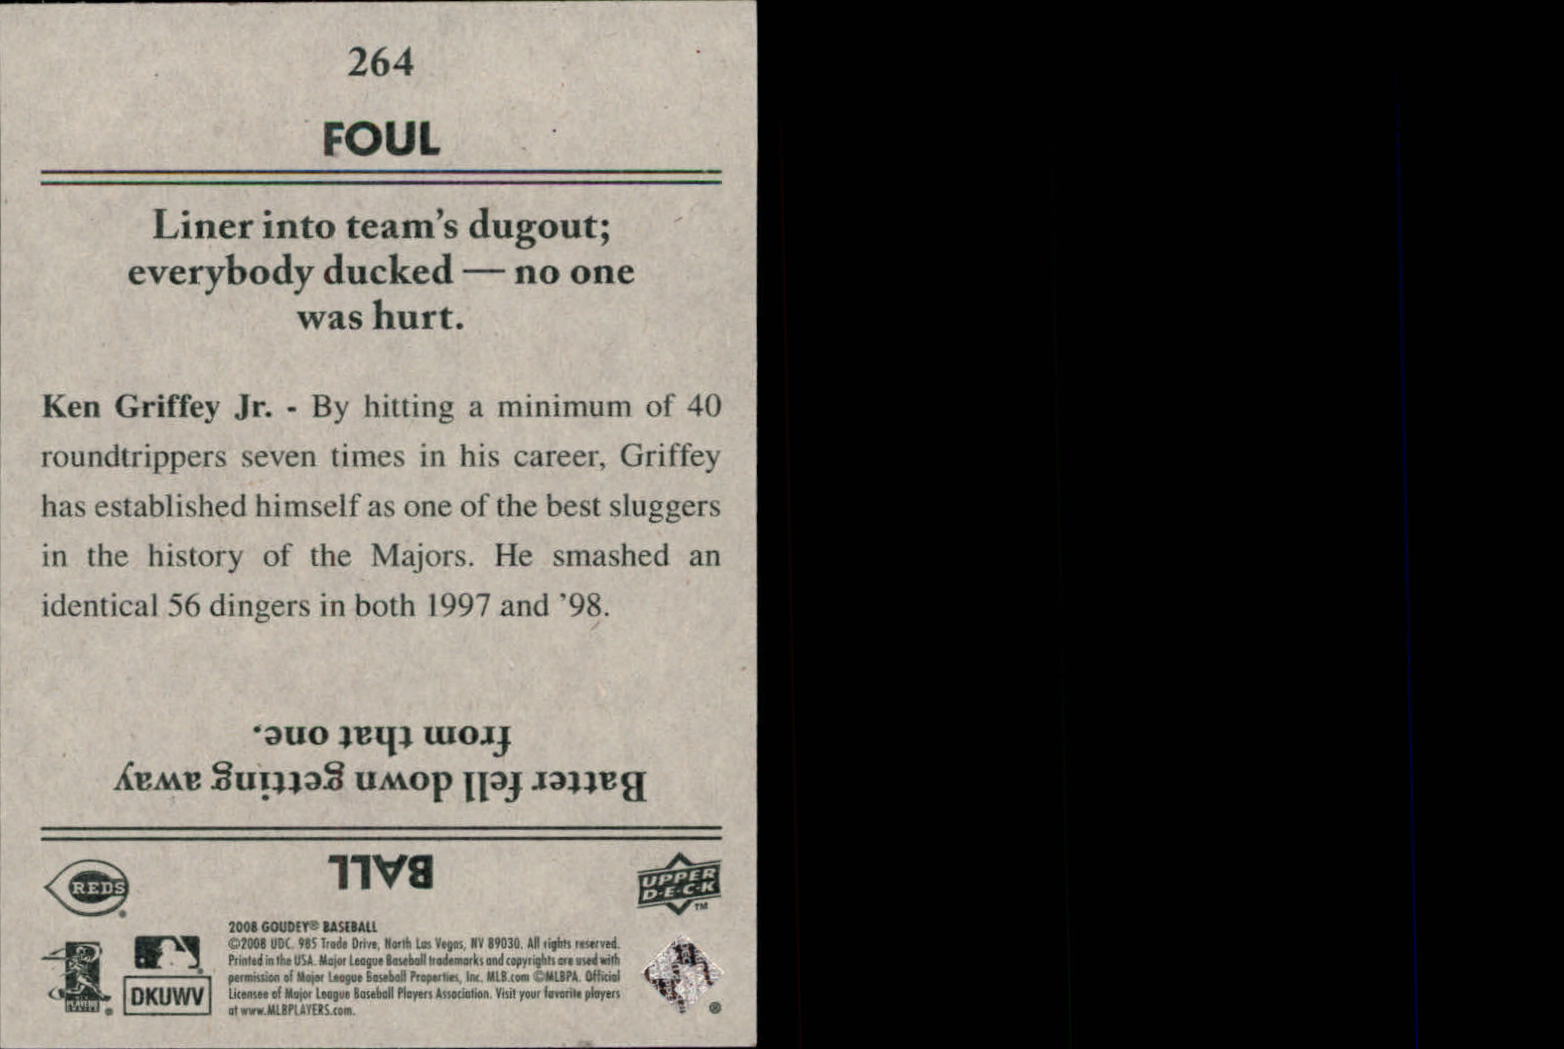 264
FOUL
Liner into team's dugout;
everybody ducked — no one
was hurt.
Ken Griffey Jr. - By hitting a minimum of 40
roundtrippers seven times in his career, Griffey
has established himself as one of the best sluggers
in the history of the Majors. He smashed an
identical 56 dingers in both 1997 and '98.
BALL
Batter fell down getting away
from that one.
REDS
UPPER
D·E·C·K
TM
2008 GOUDEY® BASEBALL
©2008 UDC. 985 Trade Drive, North Las Vegas, NV 89030. All rights reserved.
Printed in the USA. Major League Baseball trademarks and copyrights are used with
permission of Major League Baseball Properties, Inc. MLB.com ©MLBPA. Official
Licensee of Major League Baseball Players Association. Visit your favorite players
at www.MLBPLAYERS.com.
DKUWV
®